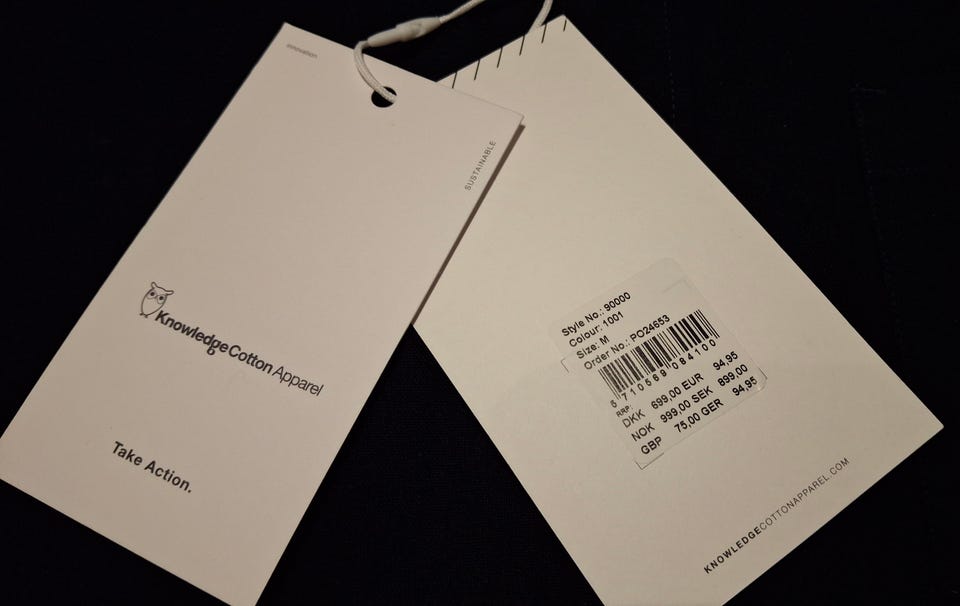 innovation
SUSTAINABLE
KnowledgeCotton Apparel
Take Action.
Style No.: 90000
Colour: 1001
Size: M
Order No.: PO24653
5 710569 084100
RRP:
DKK 699,00 EUR 94,95
NOK 999,00 SEK 899,00
GBP 75,00 GER 94,95
KNOWLEDGECOTTONAPPAREL.COM